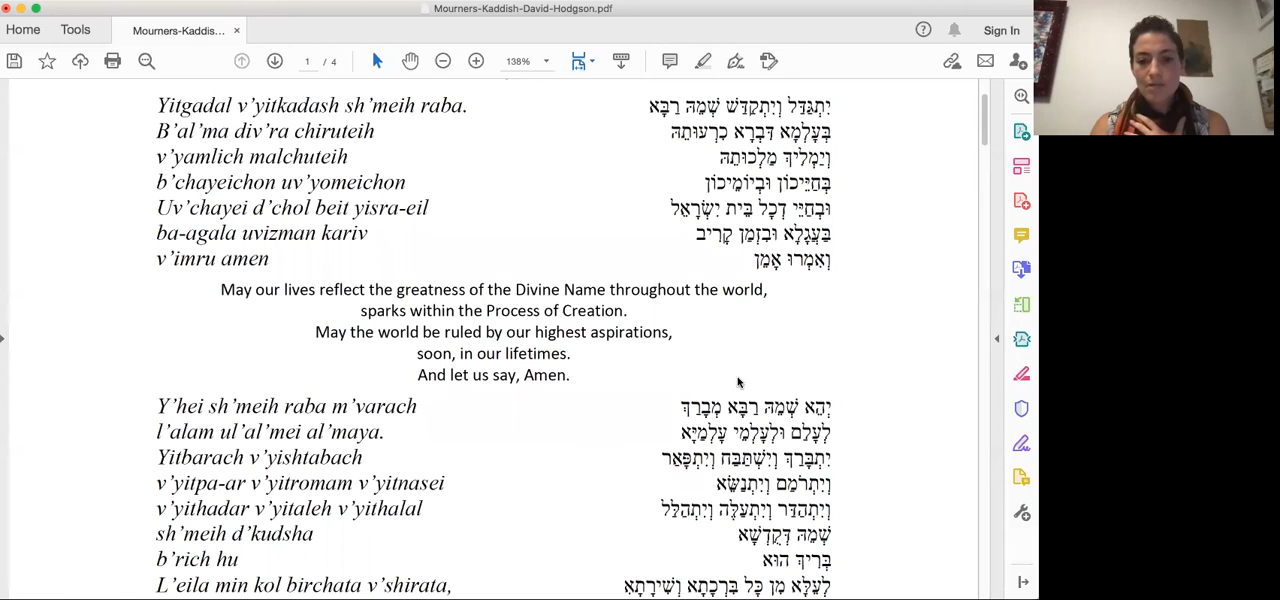 Mourners-Kaddish-David-Hodgson.pdf
Home Tools Mourners-Kaddis... × Sign In
1 / 4 138%
Yitgadal v'yitkadash sh'meih raba. יִתְגַּדַּל וְיִתְקַדַּשׁ שְׁמֵהּ רַבָּא
B'al'ma div'ra chiruteih בְּעָלְמָא דִּבְרָא כִרְעוּתֵהּ
v'yamlich malchuteih וְיַמְלִיךְ מַלְכוּתֵהּ
b'chayeichon uv'yomeichon בְּחַיֵּיכוֹן וּבְיוֹמֵיכוֹן
Uv'chayei d'chol beit yisra-eil וּבְחַיֵּי דְכָל בֵּית יִשְׂרָאֵל
ba-agala uvizman kariv בַּעֲגָלָא וּבִזְמַן קָרִיב
v'imru amen וְאִמְרוּ אָמֵן
May our lives reflect the greatness of the Divine Name throughout the world,
sparks within the Process of Creation.
May the world be ruled by our highest aspirations,
soon, in our lifetimes.
And let us say, Amen.
Y'hei sh'meih raba m'varach יְהֵא שְׁמֵהּ רַבָּא מְבָרַךְ
l'alam ul'al'mei al'maya. לְעָלַם וּלְעָלְמֵי עָלְמַיָּא
Yitbarach v'yishtabach יִתְבָּרַךְ וְיִשְׁתַּבַּח וְיִתְפָּאַר
v'yitpa-ar v'yitromam v'yitnasei וְיִתְרֹמַם וְיִתְנַשֵּׂא
v'yithadar v'yitaleh v'yithalal וְיִתְהַדַּר וְיִתְעַלֶּה וְיִתְהַלַּל
sh'meih d'kudsha שְׁמֵהּ דְּקֻדְשָׁא
b'rich hu בְּרִיךְ הוּא
L'eila min kol birchata v'shirata, לְעֵלָּא מִן כָּל בִּרְכָתָא וְשִׁירָתָא